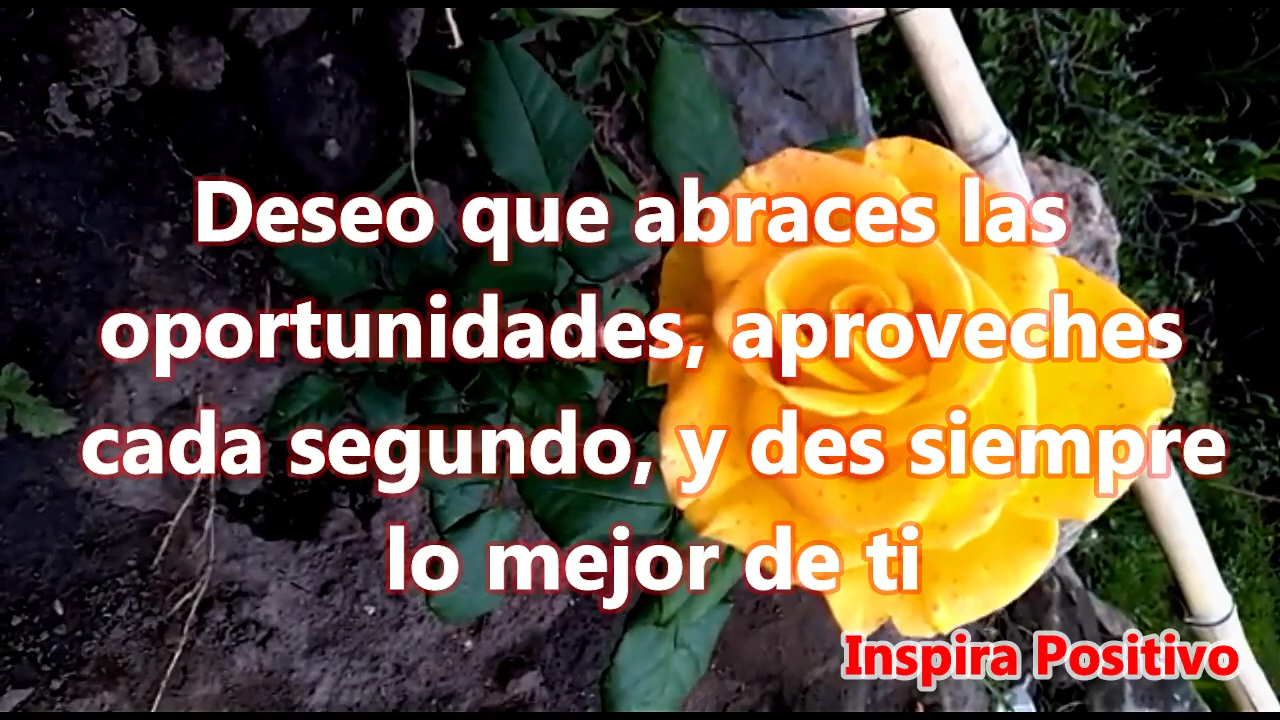 Deseo que abraces las
oportunidades, aproveches
cada segundo, y des siempre
lo mejor de ti
Inspira Positivo